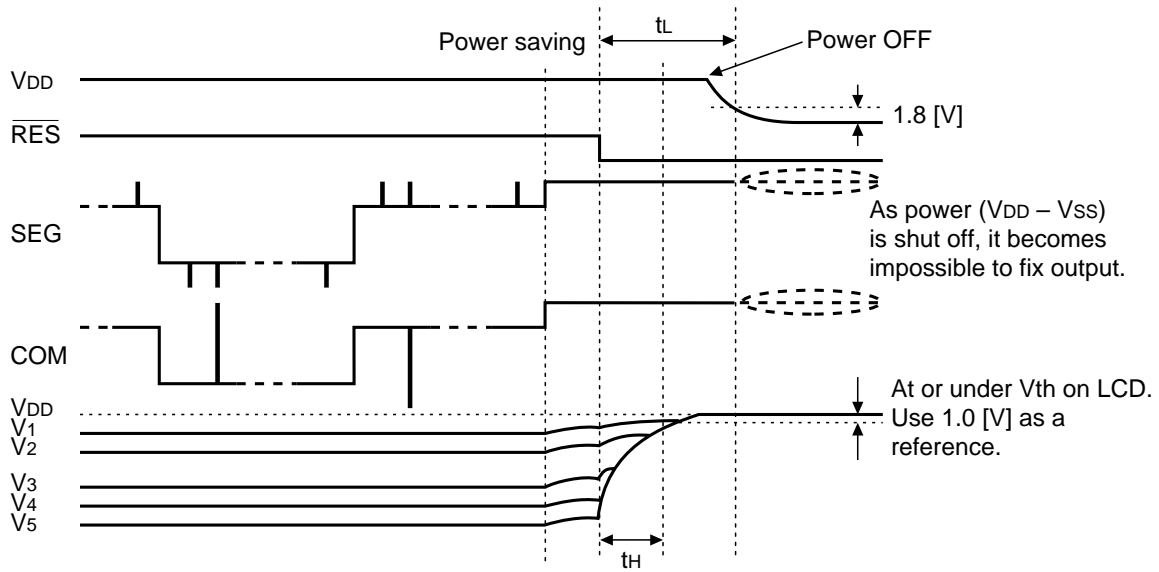 tL
Power saving
Power OFF
VDD
1.8 [V]
RES
SEG
As power (VDD – VSS)
is shut off, it becomes
impossible to fix output.
COM
At or under Vth on LCD.
Use 1.0 [V] as a
reference.
VDD
V1
V2
V3
V4
V5
tH